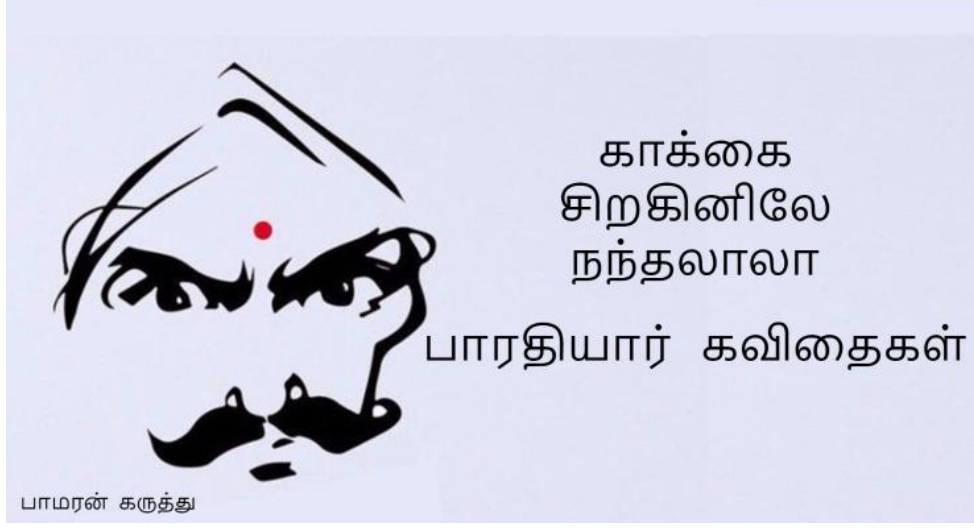 காக்கை
சிறகினிலே
நந்தலாலா
பாரதியார் கவிதைகள்
பாமரன் கருத்து